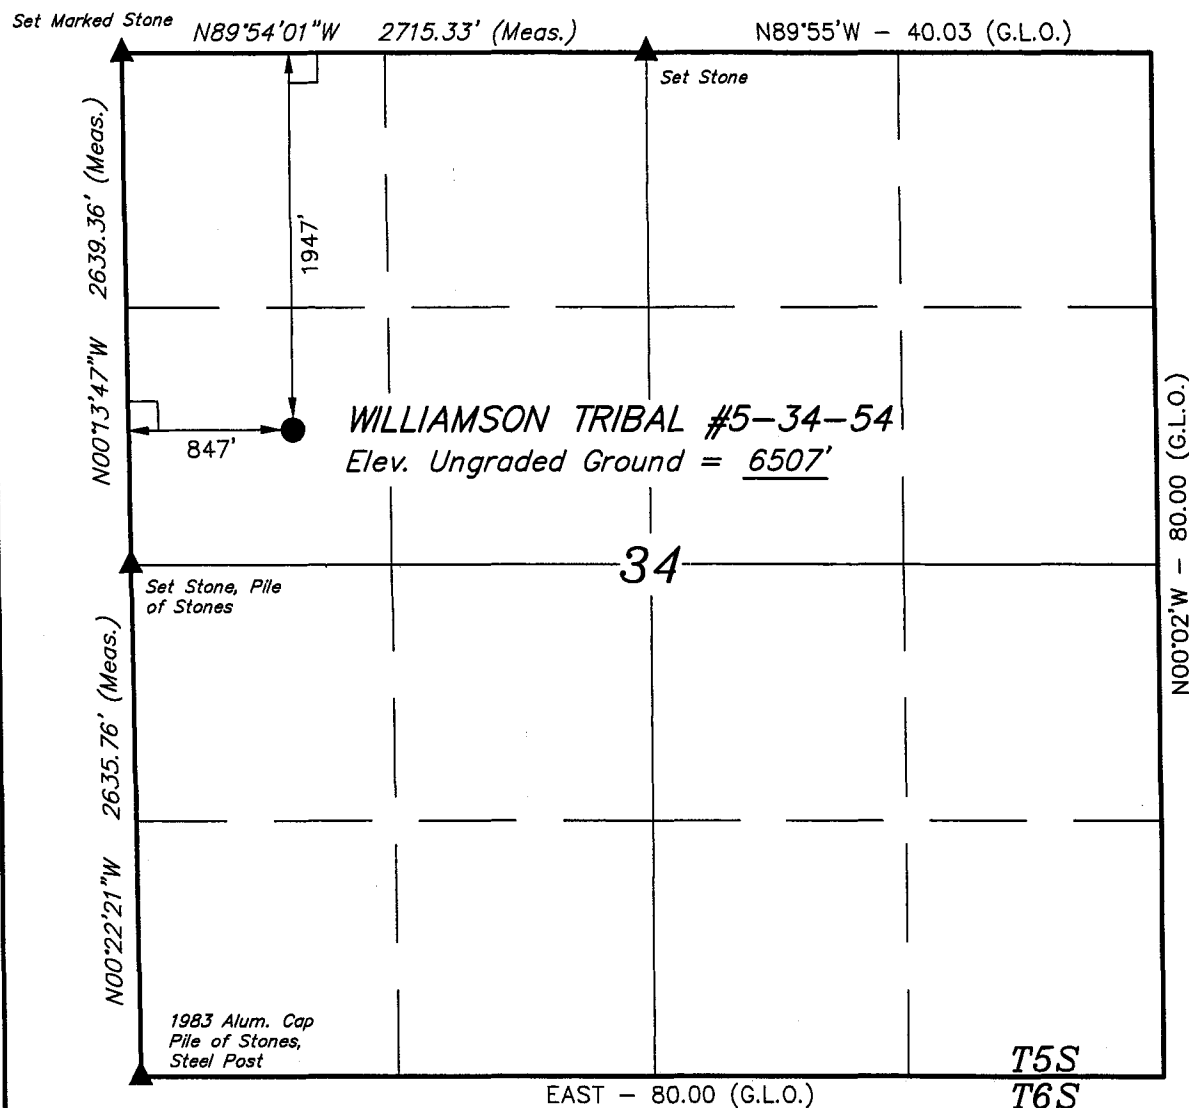 Set Marked Stone
N89°54'01"W 2715.33' (Meas.)
N89°55'W – 40.03 (G.L.O.)
Set Stone
N00°13'47"W 2639.36' (Meas.)
1947'
847'
WILLIAMSON TRIBAL #5-34-54
Elev. Ungraded Ground = 6507'
N00°02'W – 80.00 (G.L.O.)
34
Set Stone, Pile
of Stones
N00°22'21"W 2635.76' (Meas.)
1983 Alum. Cap
Pile of Stones,
Steel Post
T5S
EAST – 80.00 (G.L.O.)
T6S